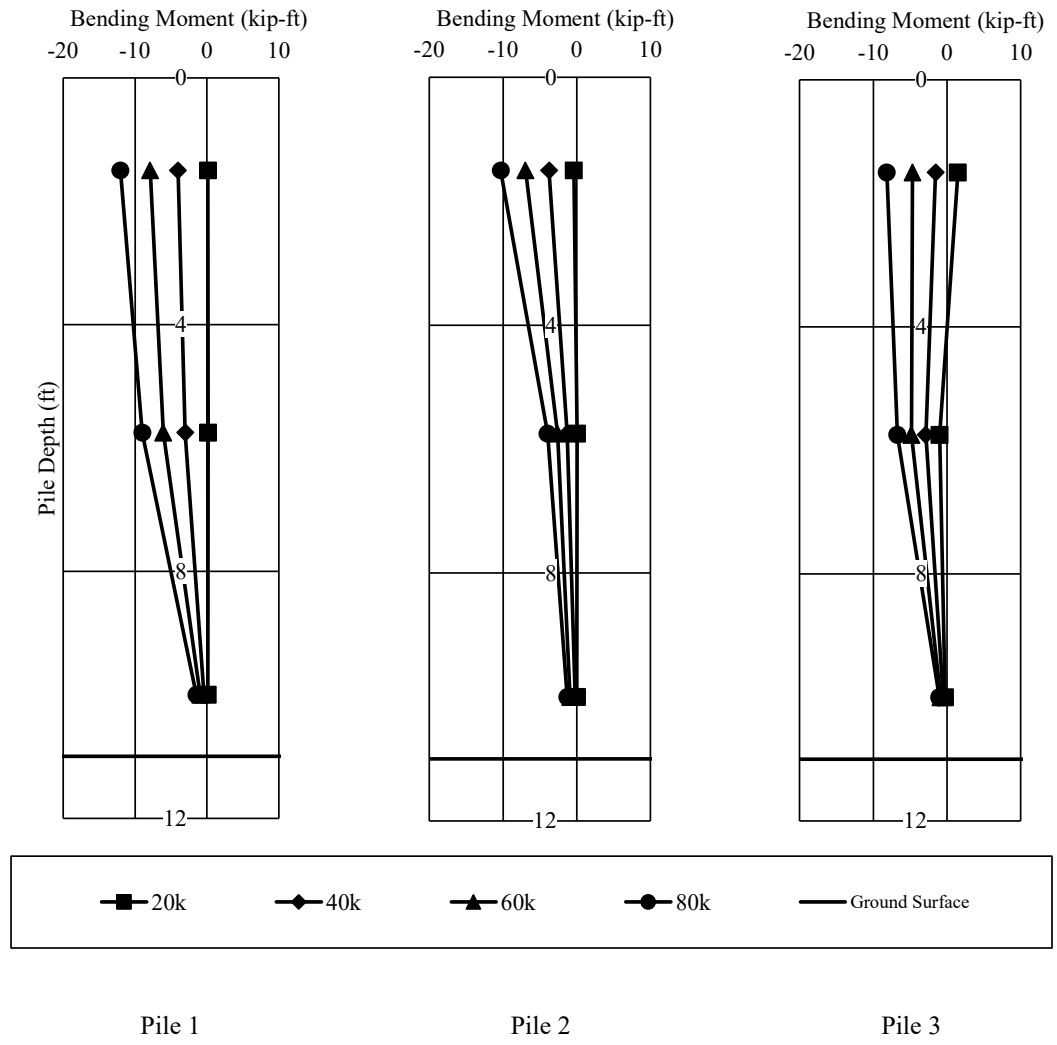 Bending Moment (kip-ft)
-20 -10 0 10
0
4
8
12
Pile Depth (ft)
Bending Moment (kip-ft)
-20 -10 0 10
0
4
8
12
Bending Moment (kip-ft)
-20 -10 0 10
0
4
8
12
20k 40k 60k 80k Ground Surface
Pile 1 Pile 2 Pile 3